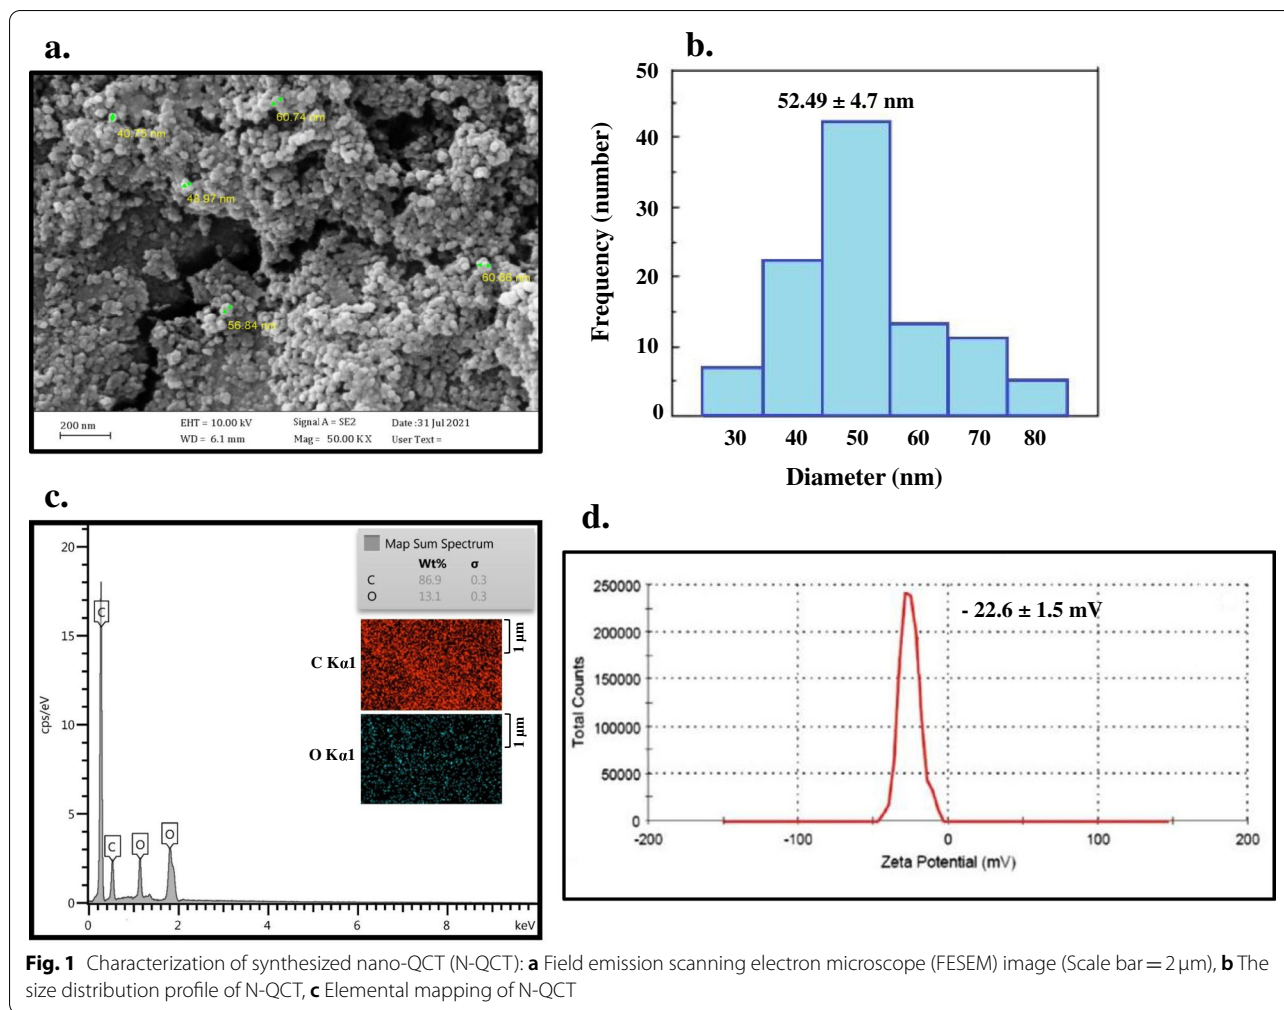 a.
40.75 nm
60.74 nm
48.97 nm
60.66 nm
56.84 nm
200 nm
EHT = 10.00 kV
Signal A = SE2
Date :31 Jul 2021
WD = 6.1 mm
Mag = 50.00 K X
User Text =
b.
50
40
30
20
10
0
Frequency (number)
52.49 ± 4.7 nm
30 40 50 60 70 80
Diameter (nm)
c.
20
15
10
5
0
cps/eV
C
C
O
O
0 2 4 6 8 keV
Map Sum Spectrum
Wt% σ
C 86.9 0.3
O 13.1 0.3
C Kα1
1 μm
O Kα1
1 μm
d.
250000
200000
150000
100000
50000
0
Total Counts
- 22.6 ± 1.5 mV
-200 -100 0 100 200
Zeta Potential (mV)
Fig. 1 Characterization of synthesized nano-QCT (N-QCT): a Field emission scanning electron microscope (FESEM) image (Scale bar = 2 μm), b The
size distribution profile of N-QCT, c Elemental mapping of N-QCT